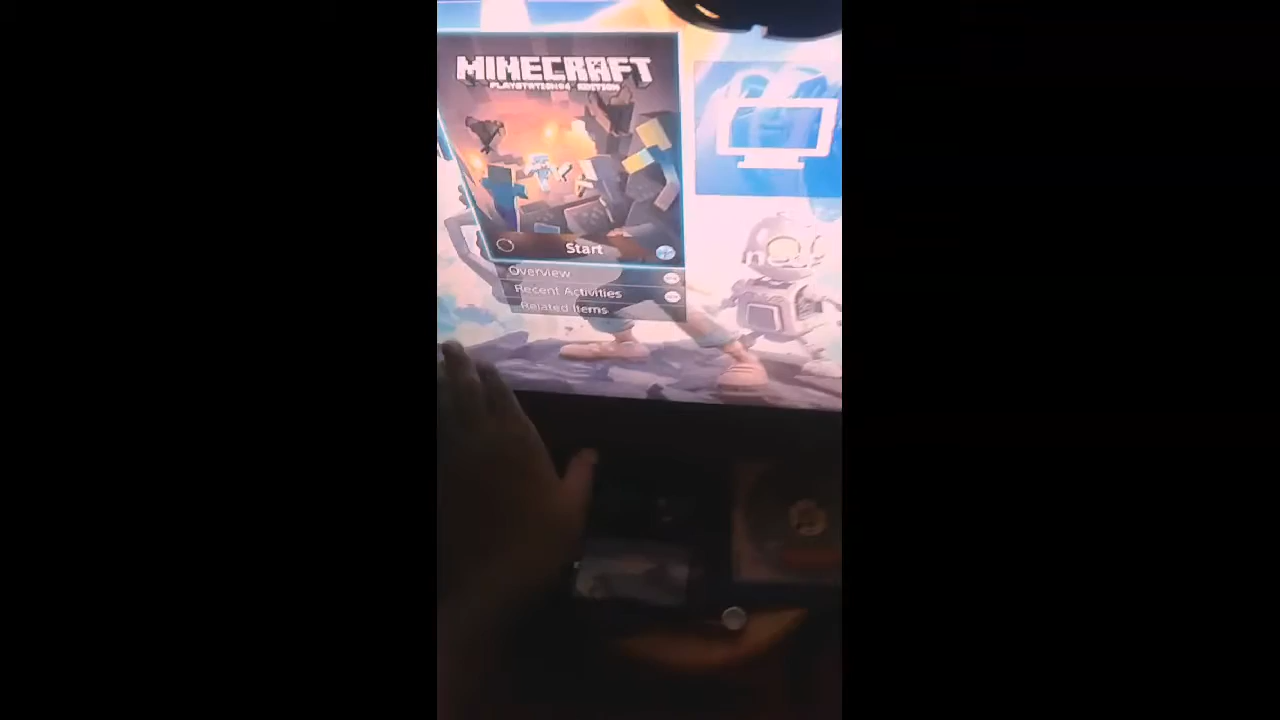 MINECRAFT
PLAYSTATION®4 EDITION
Start
Overview
Recent Activities
Related Items